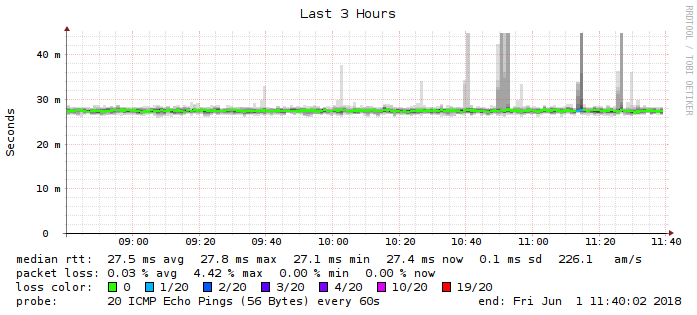 Last 3 Hours
RRDTOOL / TOBI OETIKER
Seconds
40 m
30 m
20 m
10 m
0
09:00 09:20 09:40 10:00 10:20 10:40 11:00 11:20 11:40
median rtt: 27.5 ms avg 27.8 ms max 27.1 ms min 27.4 ms now 0.1 ms sd 226.1 am/s
packet loss: 0.03 % avg 4.42 % max 0.00 % min 0.00 % now
loss color: 0 1/20 2/20 3/20 4/20 10/20 19/20
probe: 20 ICMP Echo Pings (56 Bytes) every 60s end: Fri Jun 1 11:40:02 2018